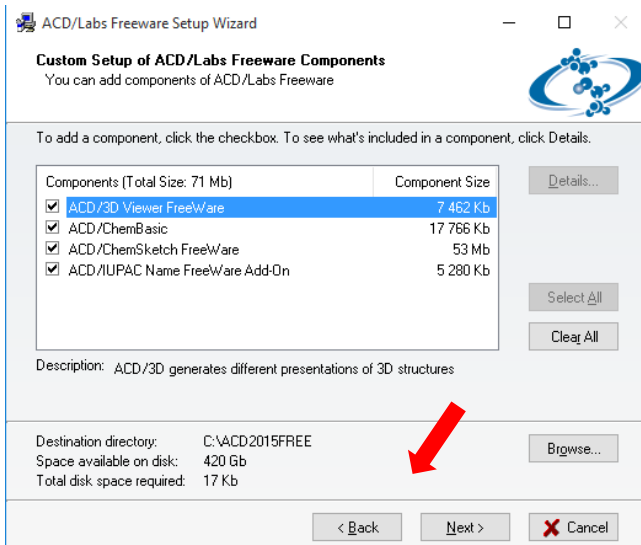 ACD/Labs Freeware Setup Wizard
Custom Setup of ACD/Labs Freeware Components
You can add components of ACD/Labs Freeware
To add a component, click the checkbox. To see what's included in a component, click Details.
Components (Total Size: 71 Mb) Component Size
Details...
ACD/3D Viewer FreeWare 7 462 Kb
ACD/ChemBasic 17 766 Kb
ACD/ChemSketch FreeWare 53 Mb
ACD/IUPAC Name FreeWare Add-On 5 280 Kb
Select All
Clear All
Description: ACD/3D generates different presentations of 3D structures
Destination directory: C:\ACD2015FREE
Browse...
Space available on disk: 420 Gb
Total disk space required: 17 Kb
< Back Next > Cancel